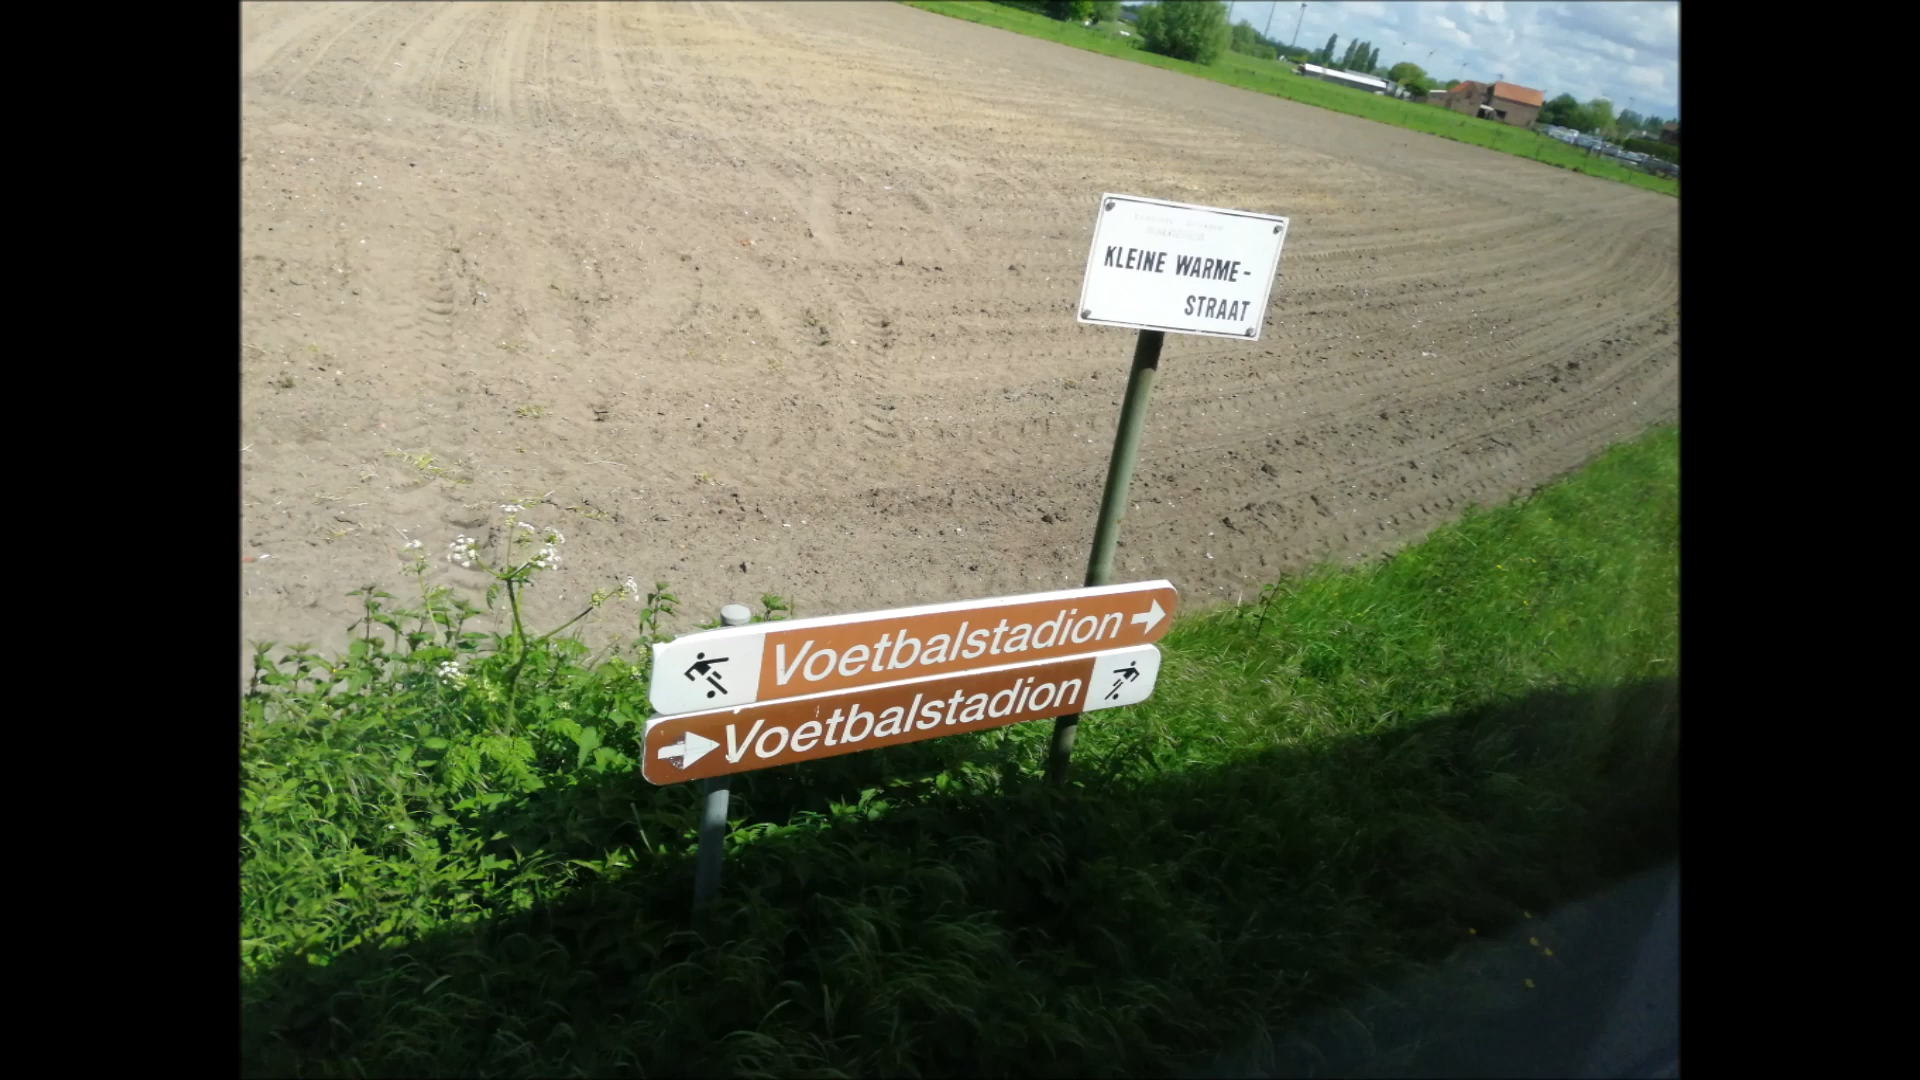 KLEINE WARME-
STRAAT
Voetbalstadion
Voetbalstadion